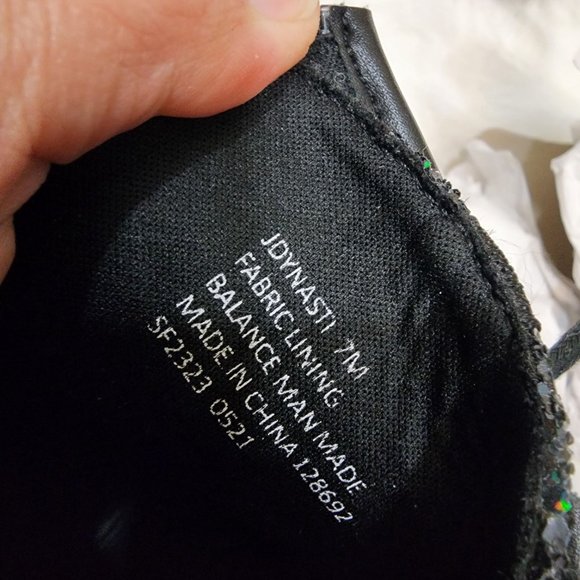 JDYNASTI 7M
FABRIC LINING
BALANCE MAN MADE
MADE IN CHINA 128692
SF2323 0521